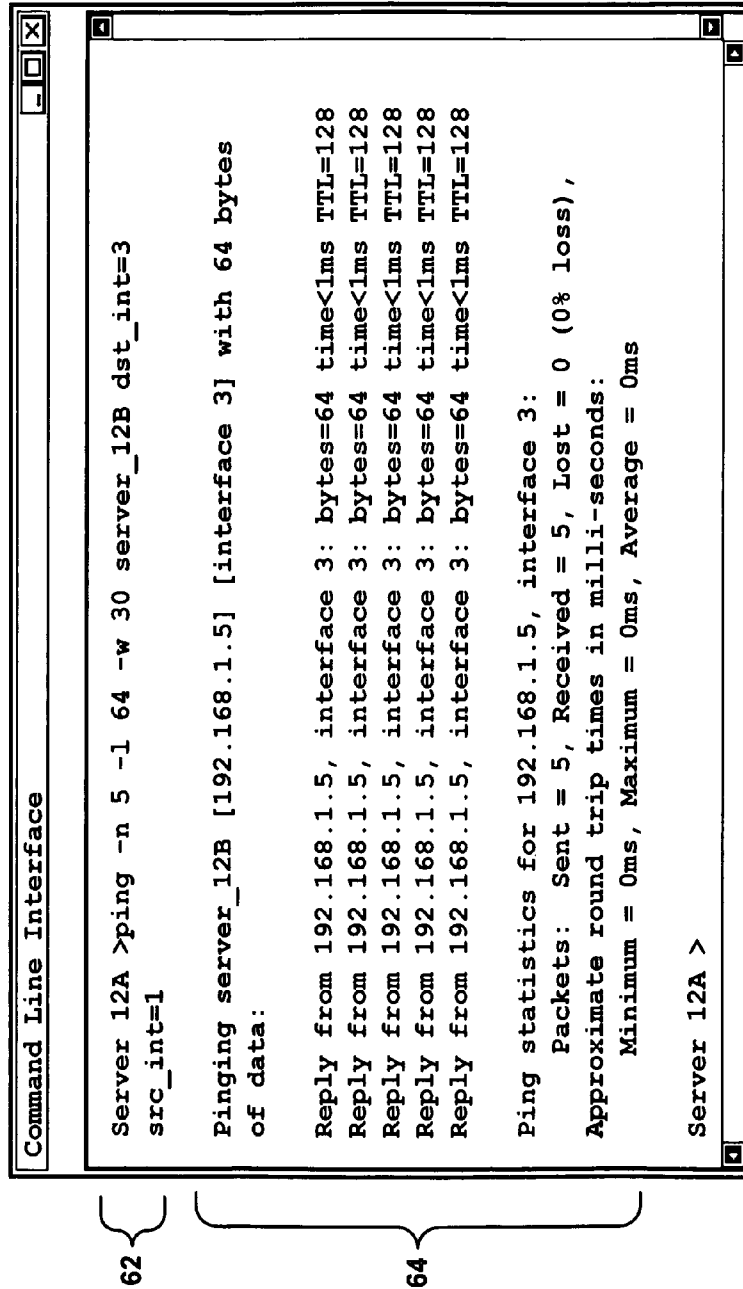 Command Line Interface
Server 12A >ping -n 5 -l 64 -w 30 server_12B dst_int=3
src_int=1
Pinging server_12B [192.168.1.5] [interface 3] with 64 bytes
of data:
Reply from 192.168.1.5, interface 3: bytes=64 time<1ms TTL=128
Reply from 192.168.1.5, interface 3: bytes=64 time<1ms TTL=128
Reply from 192.168.1.5, interface 3: bytes=64 time<1ms TTL=128
Reply from 192.168.1.5, interface 3: bytes=64 time<1ms TTL=128
Reply from 192.168.1.5, interface 3: bytes=64 time<1ms TTL=128
Ping statistics for 192.168.1.5, interface 3:
Packets: Sent = 5, Received = 5, Lost = 0 (0% loss),
Approximate round trip times in milli-seconds:
Minimum = 0ms, Maximum = 0ms, Average = 0ms
Server 12A >
62
64